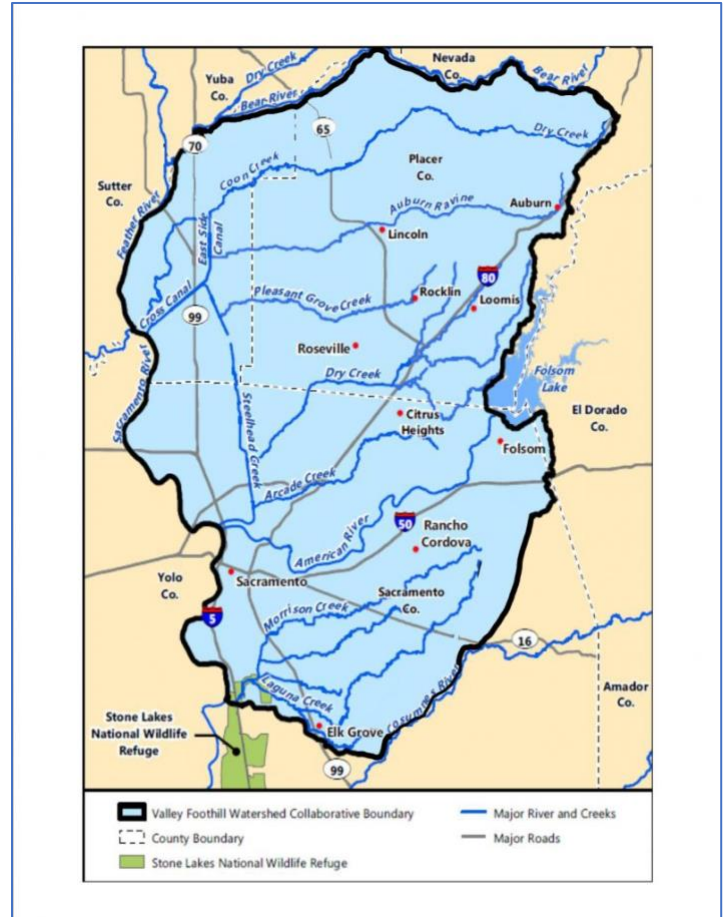 Nevada
Co.
Yuba
Co.
Dry Creek
Bear River
Bear River
65
70
Dry Creek
Placer
Co.
Coon Creek
Sutter
Co.
Auburn Ravine
Auburn
Feather River
East Side
Canal
Lincoln
80
Pleasant Grove Creek
Rocklin
Loomis
Cross Canal
99
Roseville
Folsom
Lake
Dry Creek
Sacramento River
Steelhead Creek
Citrus
Heights
El Dorado
Co.
Folsom
Arcade Creek
American River
50
Rancho
Cordova
Yolo
Co.
Sacramento
Sacramento
Co.
Morrison Creek
5
16
Laguna Creek
Cosumnes River
Amador
Co.
Stone Lakes
National Wildlife
Refuge
Elk Grove
99
Valley Foothill Watershed Collaborative Boundary
Major River and Creeks
County Boundary
Major Roads
Stone Lakes National Wildlife Refuge